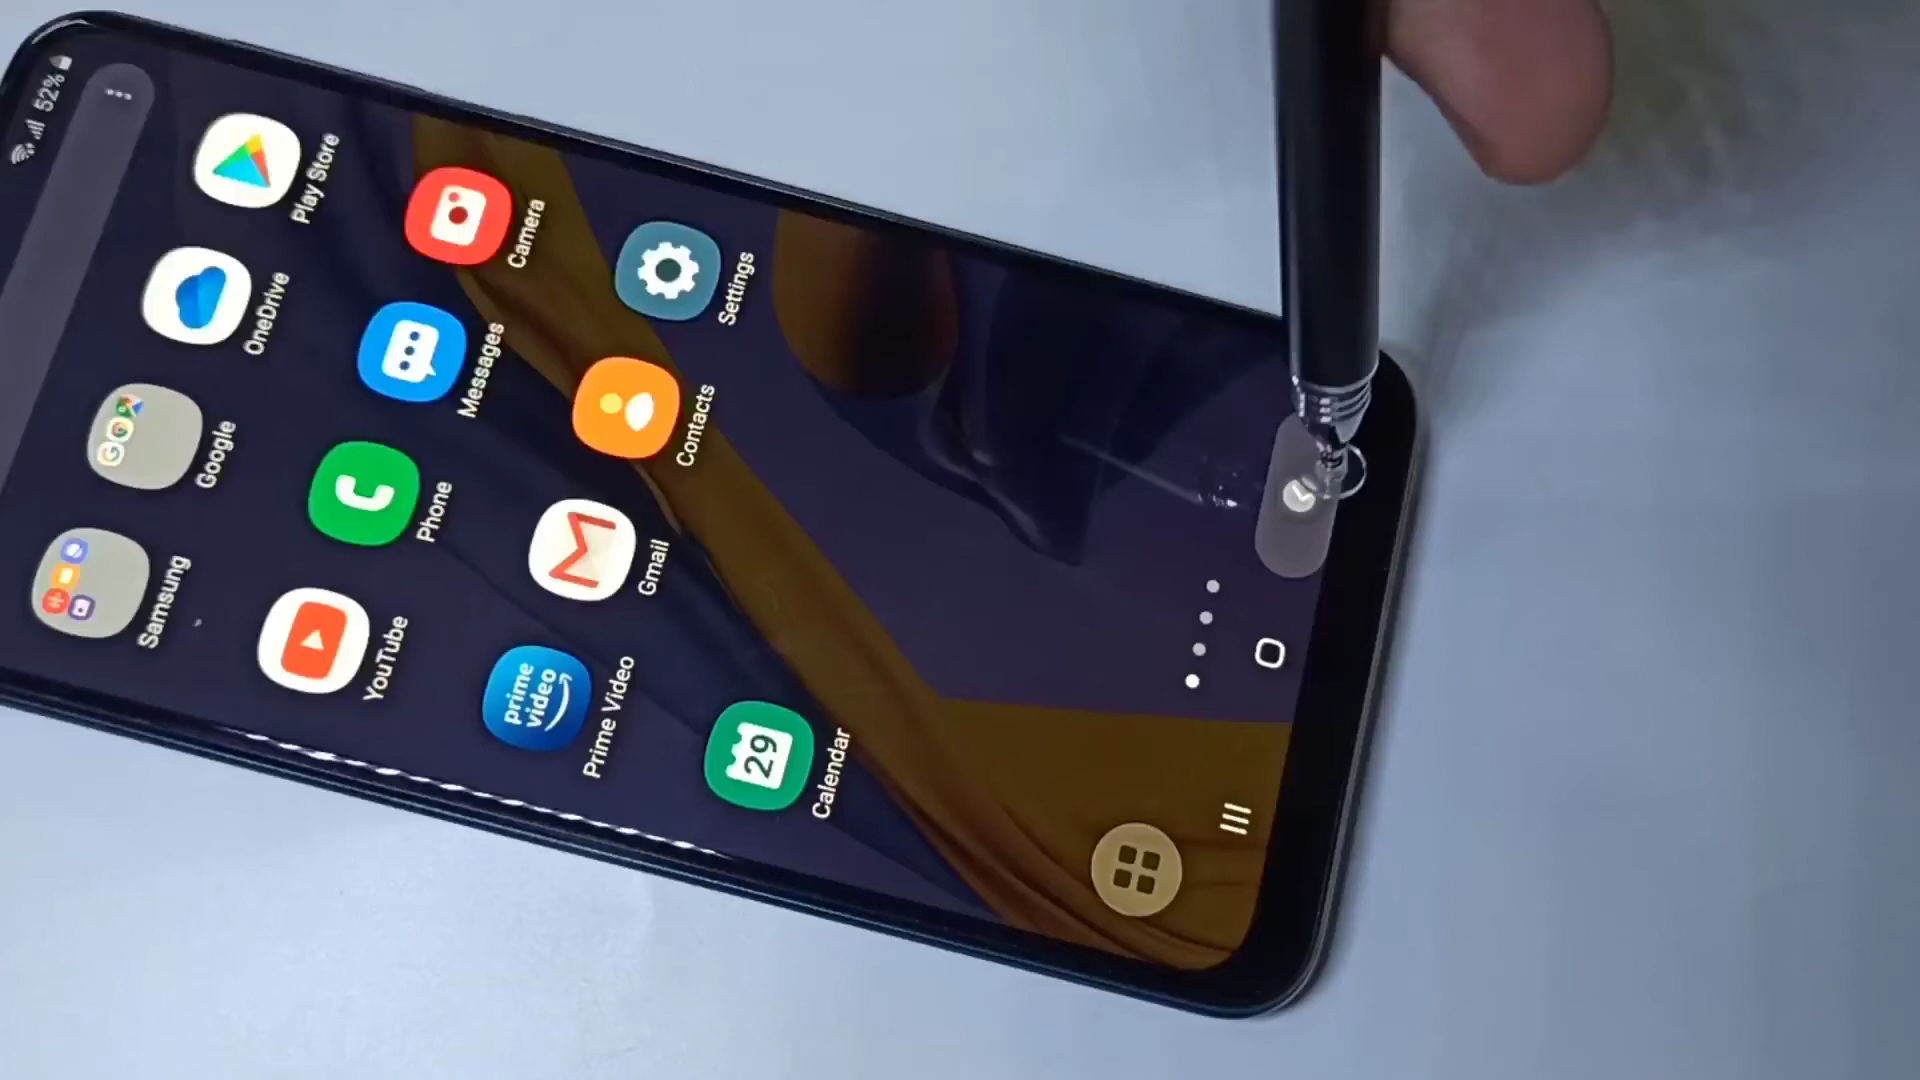 52%
Samsung
Google
OneDrive
Play Store
YouTube
Phone
Messages
Camera
prime
video
Prime Video
Gmail
Contacts
Settings
29
Calendar